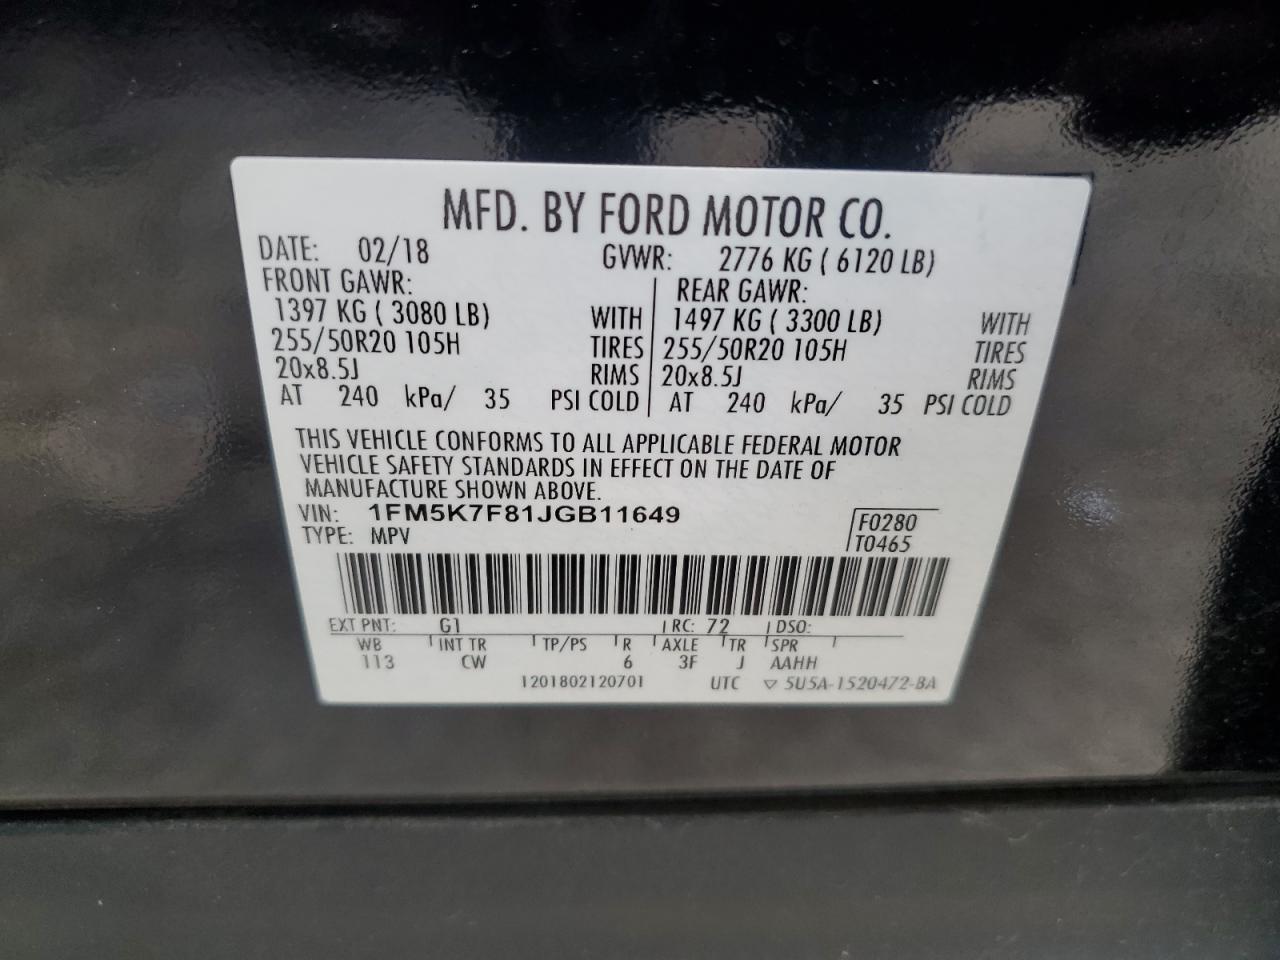 MFD. BY FORD MOTOR CO.
DATE: 02/18 GVWR: 2776 KG ( 6120 LB)
FRONT GAWR: REAR GAWR:
1397 KG ( 3080 LB) WITH 1497 KG ( 3300 LB) WITH
255/50R20 105H TIRES 255/50R20 105H TIRES
20x8.5J RIMS 20x8.5J RIMS
AT 240 kPa/ 35 PSI COLD AT 240 kPa/ 35 PSI COLD
THIS VEHICLE CONFORMS TO ALL APPLICABLE FEDERAL MOTOR
VEHICLE SAFETY STANDARDS IN EFFECT ON THE DATE OF
MANUFACTURE SHOWN ABOVE.
VIN: 1FM5K7F81JGB11649 F0280
TYPE: MPV T0465
EXT PNT: G1 RC: 72 DSO:
WB INT TR TP/PS R AXLE TR SPR
113 CW 6 3F J AAHH
1201802120701 UTC ▽ 5U5A-1520472-BA